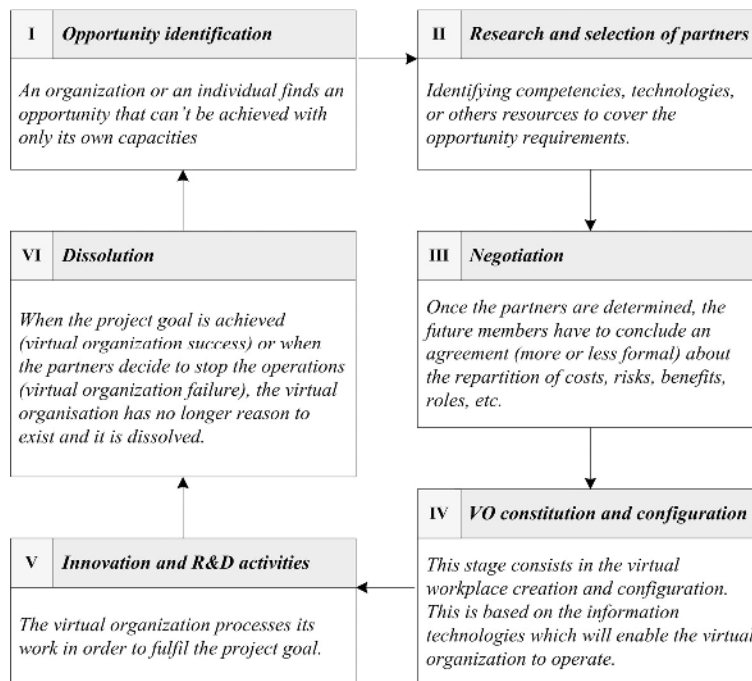 I Opportunity identification
An organization or an individual finds an
opportunity that can't be achieved with
only its own capacities
II Research and selection of partners
Identifying competencies, technologies,
or others resources to cover the
opportunity requirements.
III Negotiation
Once the partners are determined, the
future members have to conclude an
agreement (more or less formal) about
the repartition of costs, risks, benefits,
roles, etc.
IV VO constitution and configuration
This stage consists in the virtual
workplace creation and configuration.
This is based on the information
technologies which will enable the virtual
organization to operate.
V Innovation and R&D activities
The virtual organization processes its
work in order to fulfil the project goal.
VI Dissolution
When the project goal is achieved
(virtual organization success) or when
the partners decide to stop the operations
(virtual organization failure), the virtual
organisation has no longer reason to
exist and it is dissolved.